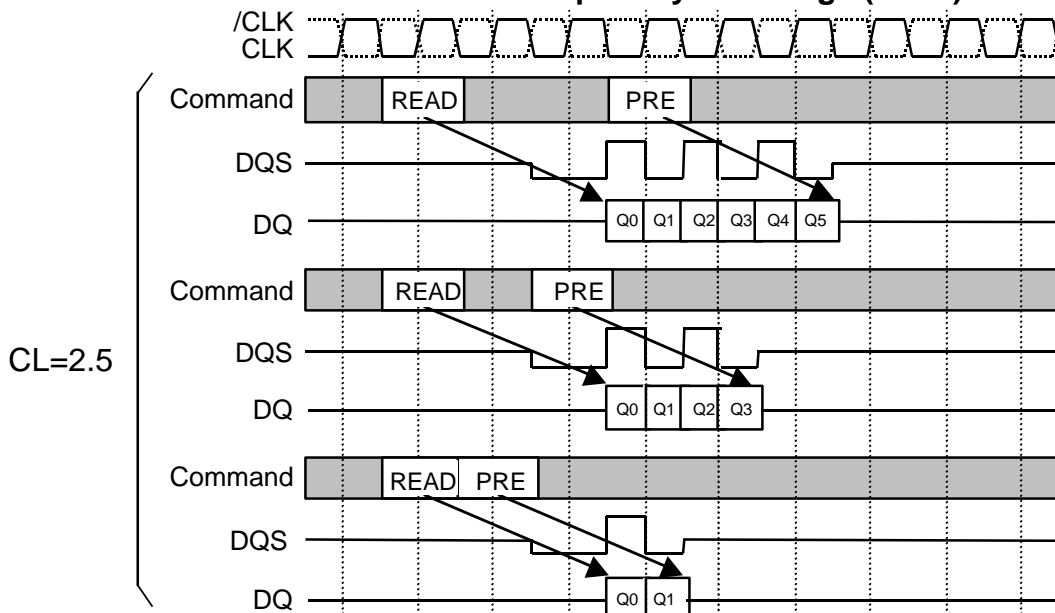 /CLK
CLK
Command READ PRE
DQS
DQ Q0 Q1 Q2 Q3 Q4 Q5
Command READ PRE
CL=2.5
DQS
DQ Q0 Q1 Q2 Q3
Command READ PRE
DQS
DQ Q0 Q1